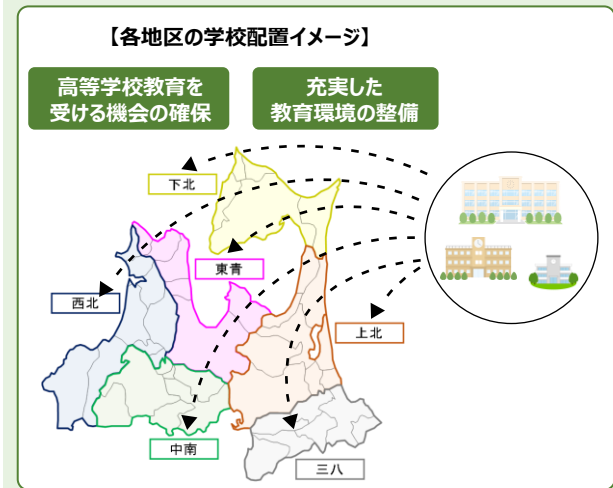 【各地区の学校配置イメージ】
高等学校教育を
受ける機会の確保
充実した
教育環境の整備
下北
東青
西北
上北
中南
三八